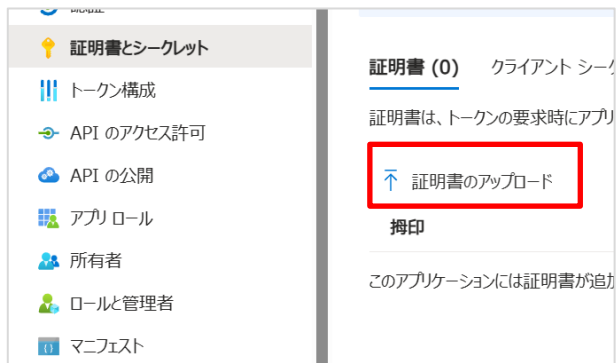 証明書とシークレット
トークン構成
API のアクセス許可
API の公開
アプリ ロール
所有者
ロールと管理者
マニフェスト
証明書 (0) クライアント シー
証明書は、トークンの要求時にアプリ
証明書のアップロード
拇印
このアプリケーションには証明書が追